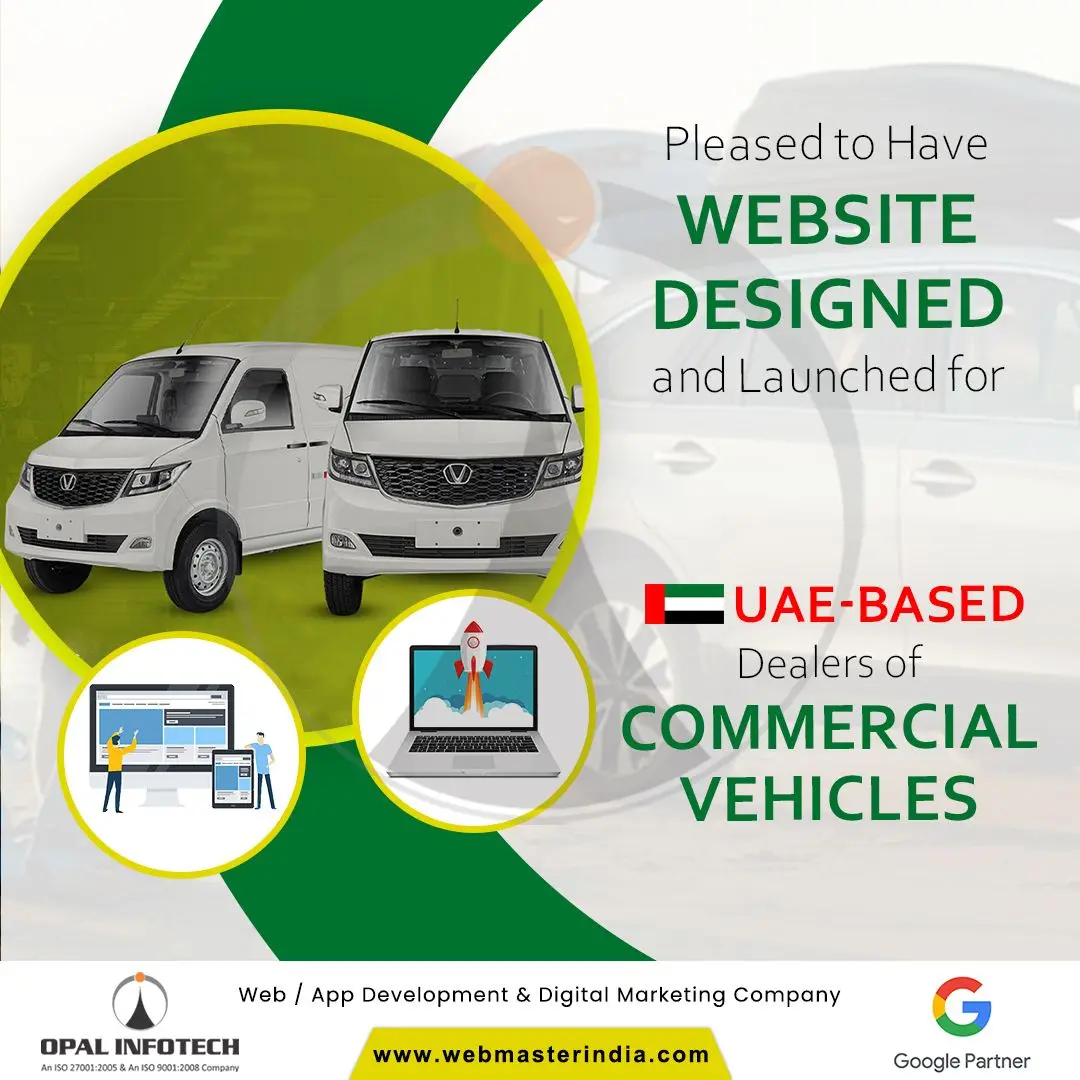 Pleased to Have
WEBSITE
DESIGNED
and Launched for
UAE-BASED
Dealers of
COMMERCIAL
VEHICLES
OPAL INFOTECH
An ISO 27001:2005 & An ISO 9001:2008 Company
Web / App Development & Digital Marketing Company
www.webmasterindia.com
Google Partner